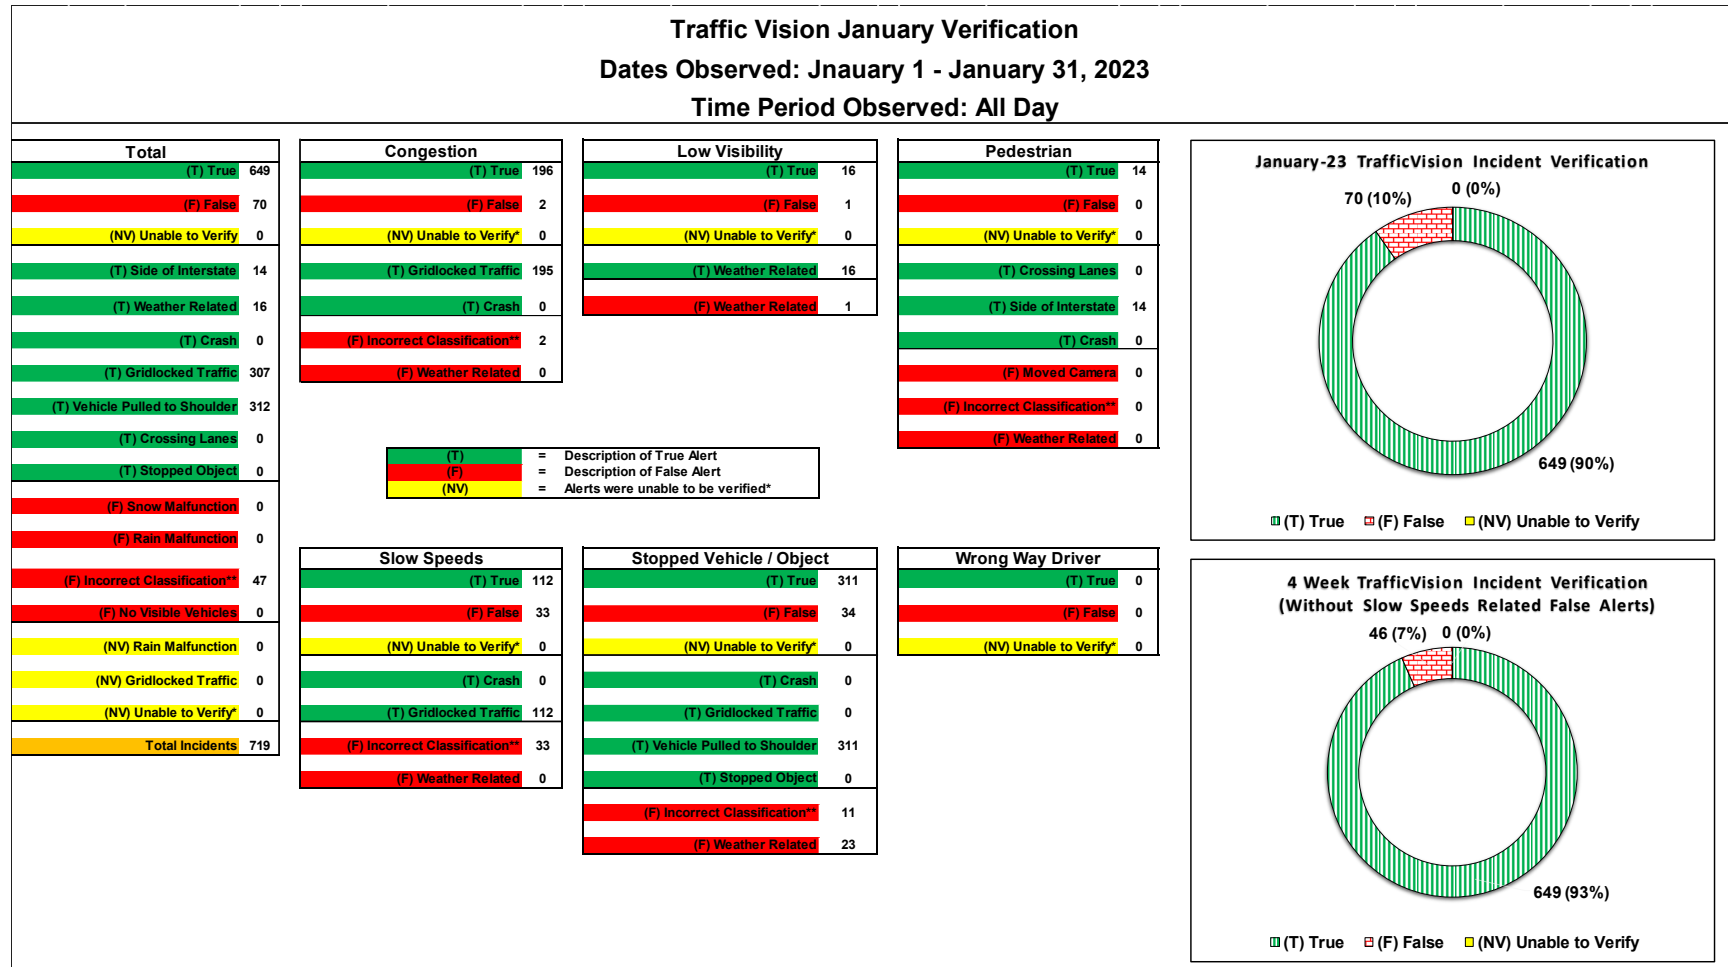 Traffic Vision January Verification
Dates Observed: Jnauary 1 - January 31, 2023
Time Period Observed: All Day
Total
(T) True 649
(F) False 70
(NV) Unable to Verify 0
(T) Side of Interstate 14
(T) Weather Related 16
(T) Crash 0
(T) Gridlocked Traffic 307
(T) Vehicle Pulled to Shoulder 312
(T) Crossing Lanes 0
(T) Stopped Object 0
(F) Snow Malfunction 0
(F) Rain Malfunction 0
(F) Incorrect Classification** 47
(F) No Visible Vehicles 0
(NV) Rain Malfunction 0
(NV) Gridlocked Traffic 0
(NV) Unable to Verify* 0
Total Incidents 719
Congestion
(T) True 196
(F) False 2
(NV) Unable to Verify* 0
(T) Gridlocked Traffic 195
(T) Crash 0
(F) Incorrect Classification** 2
(F) Weather Related 0
Low Visibility
(T) True 16
(F) False 1
(NV) Unable to Verify* 0
(T) Weather Related 16
(F) Weather Related 1
Pedestrian
(T) True 14
(F) False 0
(NV) Unable to Verify* 0
(T) Crossing Lanes 0
(T) Side of Interstate 14
(T) Crash 0
(F) Moved Camera 0
(F) Incorrect Classification** 0
(F) Weather Related 0
(T) = Description of True Alert
(F) = Description of False Alert
(NV) = Alerts were unable to be verified*
Slow Speeds
(T) True 112
(F) False 33
(NV) Unable to Verify* 0
(T) Crash 0
(T) Gridlocked Traffic 112
(F) Incorrect Classification** 33
(F) Weather Related 0
Stopped Vehicle / Object
(T) True 311
(F) False 34
(NV) Unable to Verify* 0
(T) Crash 0
(T) Gridlocked Traffic 0
(T) Vehicle Pulled to Shoulder 311
(T) Stopped Object 0
(F) Incorrect Classification** 11
(F) Weather Related 23
Wrong Way Driver
(T) True 0
(F) False 0
(NV) Unable to Verify* 0
January-23 TrafficVision Incident Verification
0 (0%)
70 (10%)
649 (90%)
(T) True (F) False (NV) Unable to Verify
4 Week TrafficVision Incident Verification
(Without Slow Speeds Related False Alerts)
46 (7%) 0 (0%)
649 (93%)
(T) True (F) False (NV) Unable to Verify